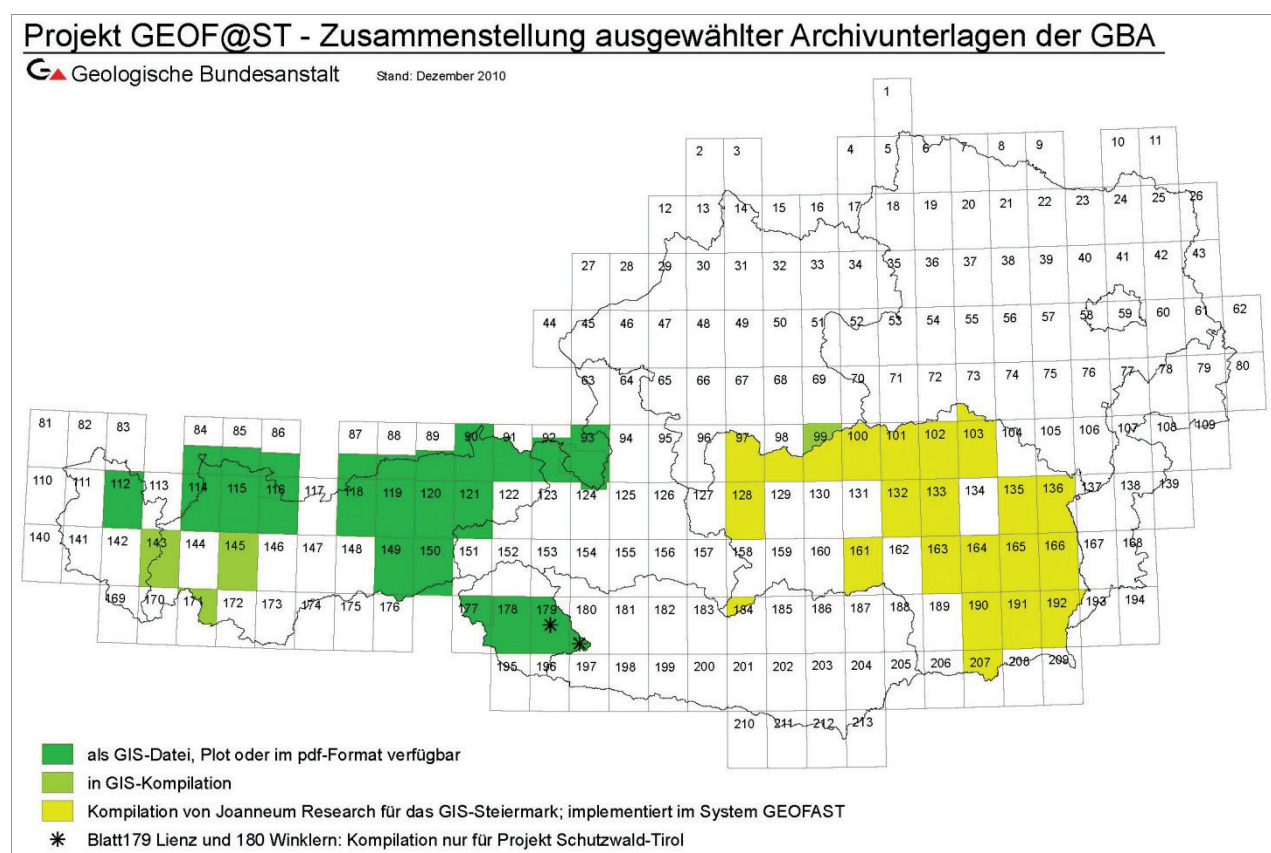 Projekt GEOF@ST - Zusammenstellung ausgewählter Archivunterlagen der GBA
Geologische Bundesanstalt Stand: Dezember 2010
1
2 3 4 5 6 7 8 9 10 11
12 13 14 15 16 17 18 19 20 21 22 23 24 25 26
27 28 29 30 31 32 33 34 35 36 37 38 39 40 41 42 43
44 45 46 47 48 49 50 51 52 53 54 55 56 57 58 59 60 61 62
63 64 65 66 67 68 69 70 71 72 73 74 75 76 77 78 79 80
81 82 83 84 85 86 87 88 89 90 91 92 93 94 95 96 97 98 99 100 101 102 103 104 105 106 107 108 109
110 111 112 113 114 115 116 117 118 119 120 121 122 123 124 125 126 127 128 129 130 131 132 133 134 135 136 137 138 139
140 141 142 143 144 145 146 147 148 149 150 151 152 153 154 155 156 157 158 159 160 161 162 163 164 165 166 167 168
169 170 171 172 173 174 175 176 177 178 179 180 181 182 183 184 185 186 187 188 189 190 191 192 193 194
195 196 197 198 199 200 201 202 203 204 205 206 207 208 209
210 211 212 213
als GIS-Datei, Plot oder im pdf-Format verfügbar
in GIS-Kompilation
Kompilation von Joanneum Research für das GIS-Steiermark; implementiert im System GEOFAST
Blatt179 Lienz und 180 Winklern: Kompilation nur für Projekt Schutzwald-Tirol